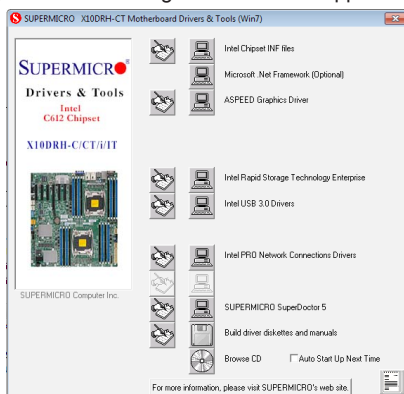 SUPERMICRO X10DRH-CT Motherboard Drivers & Tools (Win7)
SUPERMICRO
Drivers & Tools
Intel
C612 Chipset
X10DRH-C/CT/i/iT
SUPERMICRO Computer Inc.
Intel Chipset INF files
Microsoft .Net Framework (Optional)
ASPEED Graphics Driver
Intel Rapid Storage Technology Enterprise
Intel USB 3.0 Drivers
Intel PRO Network Connections Drivers
SUPERMICRO SuperDoctor 5
Build driver diskettes and manuals
Browse CD
Auto Start Up Next Time
For more information, please visit SUPERMICRO's web site.